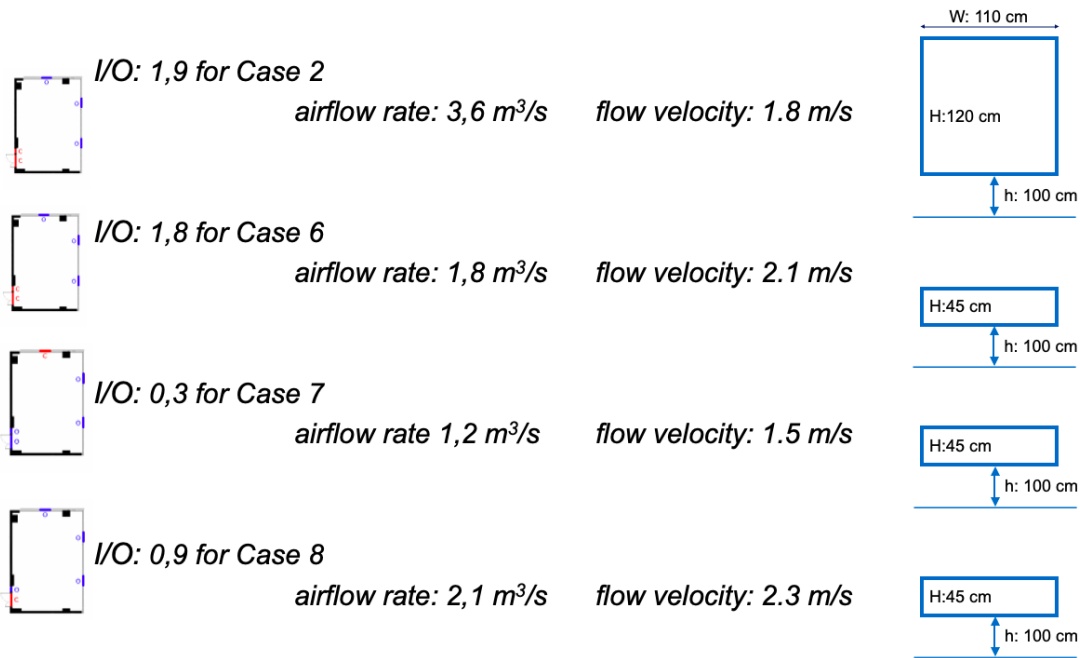 W: 110 cm
I/O: 1,9 for Case 2
airflow rate: 3,6 m³/s flow velocity: 1.8 m/s
H:120 cm
h: 100 cm
I/O: 1,8 for Case 6
airflow rate: 1,8 m³/s flow velocity: 2.1 m/s
H:45 cm
h: 100 cm
I/O: 0,3 for Case 7
airflow rate 1,2 m³/s flow velocity: 1.5 m/s
H:45 cm
h: 100 cm
I/O: 0,9 for Case 8
airflow rate: 2,1 m³/s flow velocity: 2.3 m/s
H:45 cm
h: 100 cm